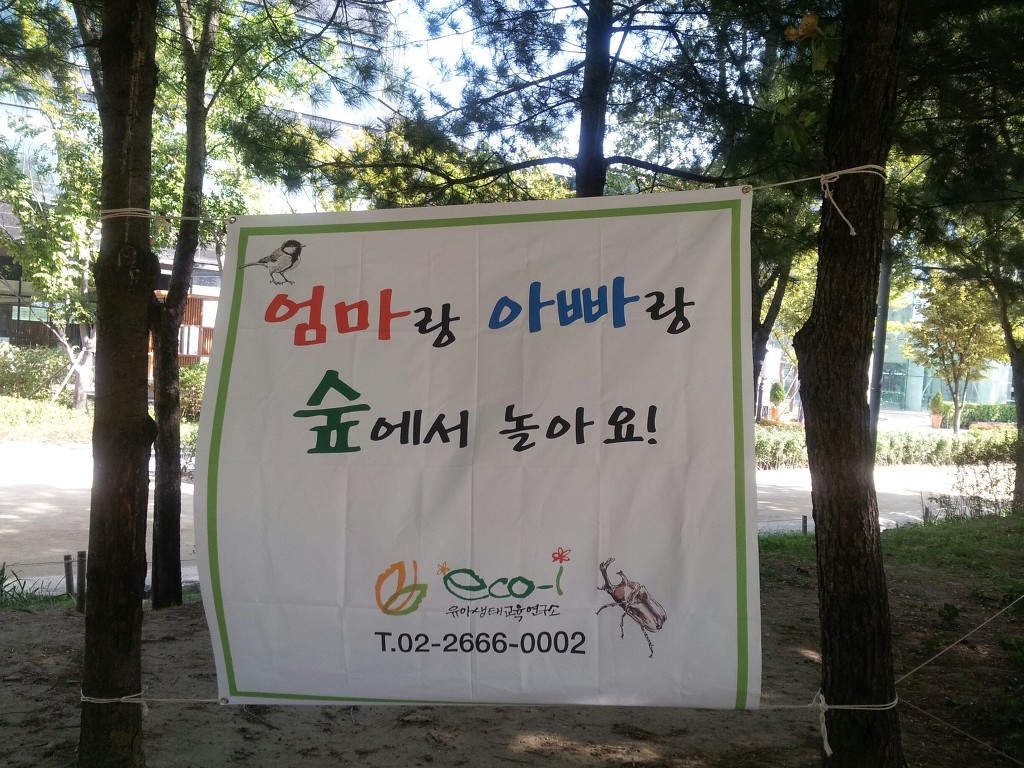 엄마랑 아빠랑
숲에서 놀아요!
eco-i
유아생태교육연구소
T.02-2666-0002